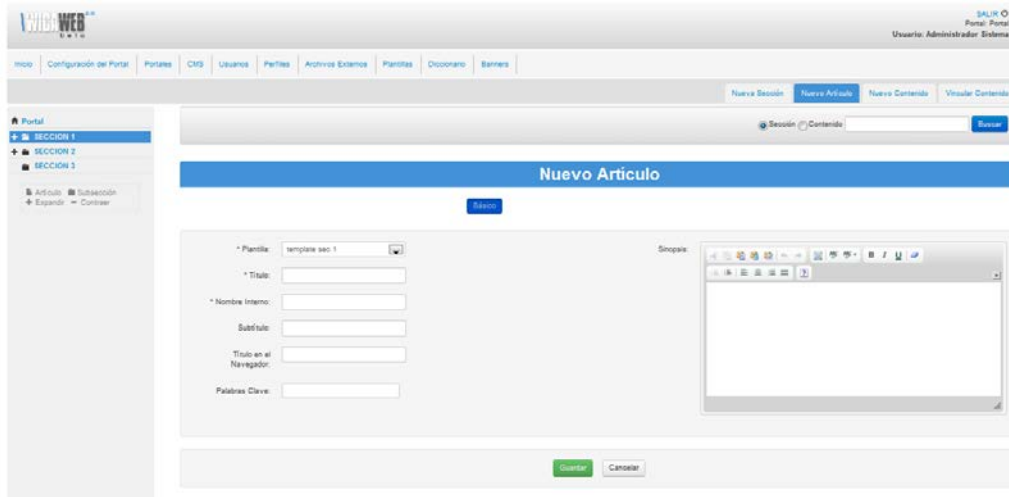 WICAWEB
beta
SALIR
Portal: Portal
Usuario: Administrador Sistema
Inicio Configuración del Portal Portales CMS Usuarios Perfiles Archivos Externos Plantillas Diccionario Banners
Nueva Sección Nuevo Artículo Nuevo Contenido Vincular Contenido
Portal
SECCION 1
SECCION 2
SECCION 3
Artículo Subsección
Expandir Contraer
Sección Contenido Buscar
Nuevo Articulo
Básico
* Plantilla: template sec 1
* Título:
* Nombre Interno:
Subtítulo:
Título en el
Navegador:
Palabras Clave:
Sinopsis:
B I U
Guardar Cancelar